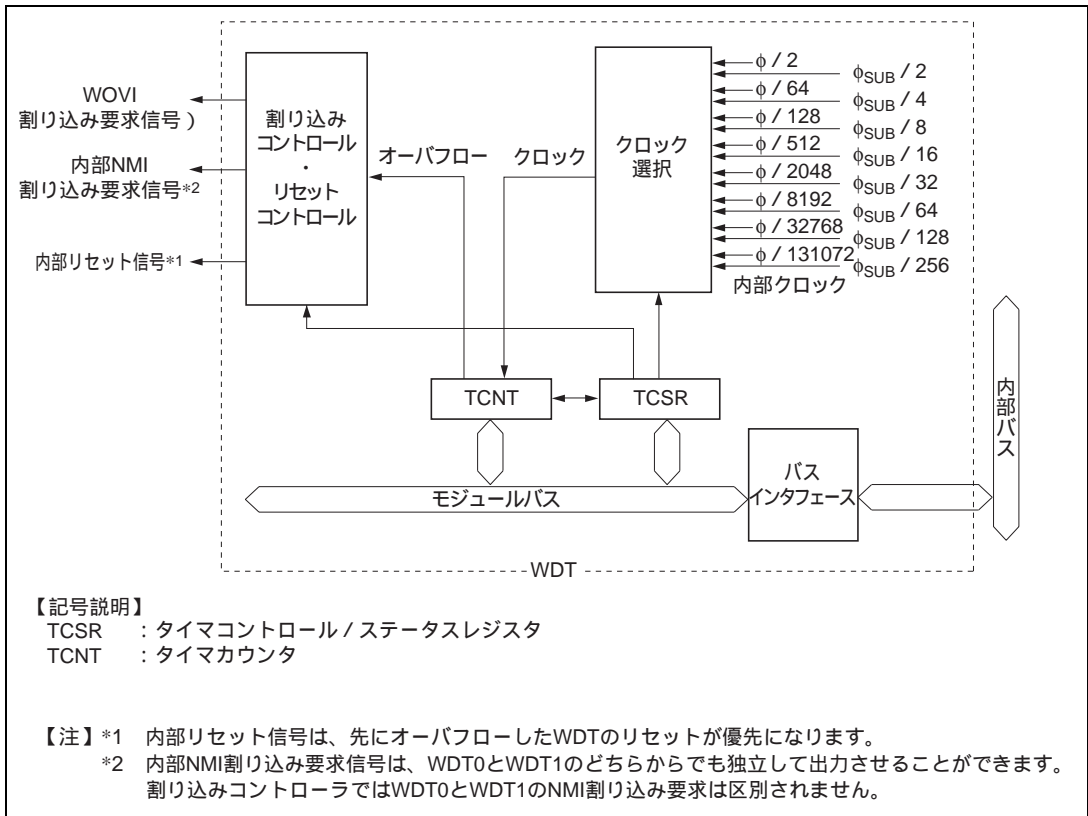 WOVI
割り込み要求信号）
内部NMI
割り込み要求信号*2
内部リセット信号*1
割り込み
コントロール
・
リセット
コントロール
オーバフロー
クロック
クロック
選択
φ / 2
φSUB / 2
φ / 64
φSUB / 4
φ / 128
φSUB / 8
φ / 512
φSUB / 16
φ / 2048
φSUB / 32
φ / 8192
φSUB / 64
φ / 32768
φSUB / 128
φ / 131072
φSUB / 256
内部クロック
TCNT
TCSR
モジュールバス
バス
インタフェース
内部バス
WDT
【記号説明】
TCSR ：タイマコントロール / ステータスレジスタ
TCNT ：タイマカウンタ
【注】*1 内部リセット信号は、先にオーバフローしたWDTのリセットが優先になります。
*2 内部NMI割り込み要求信号は、WDT0とWDT1のどちらからでも独立して出力させることができます。
割り込みコントローラではWDT0とWDT1のNMI割り込み要求は区別されません。